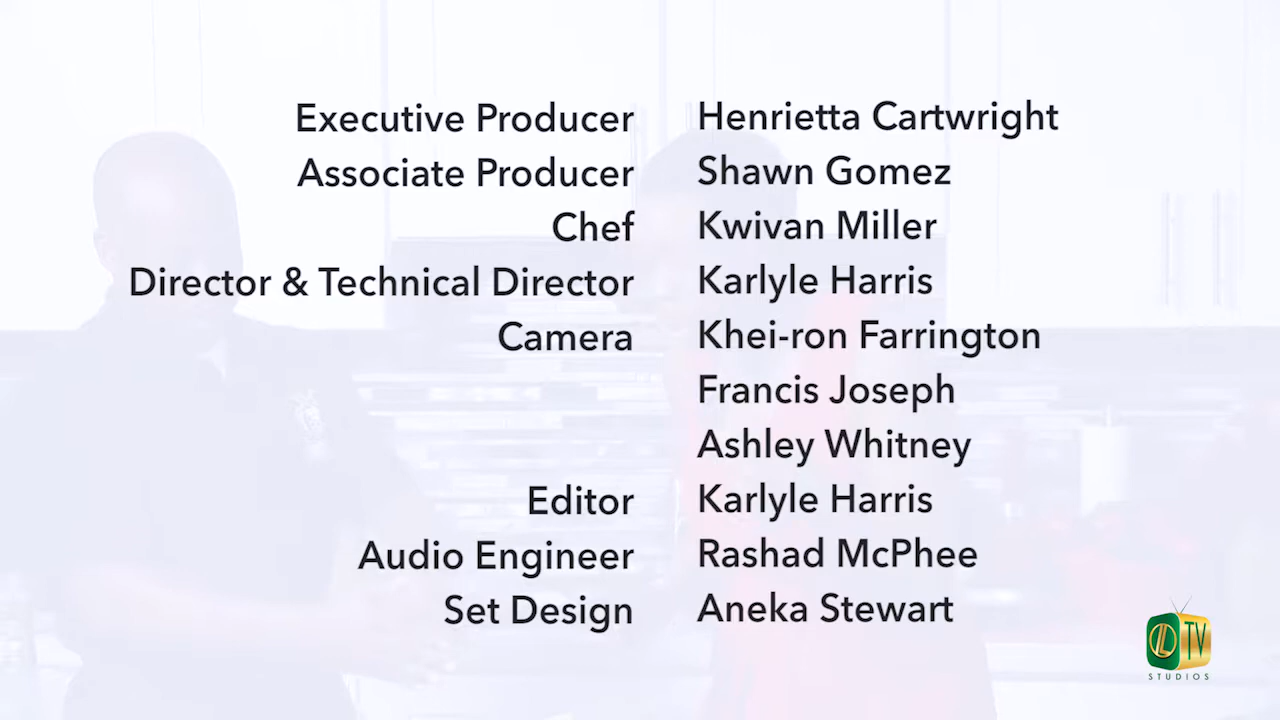 Executive Producer Henrietta Cartwright
Associate Producer Shawn Gomez
Chef Kwivan Miller
Director & Technical Director Karlyle Harris
Camera Khei-ron Farrington
Francis Joseph
Ashley Whitney
Editor Karlyle Harris
Audio Engineer Rashad McPhee
Set Design Aneka Stewart
TV
STUDIOS